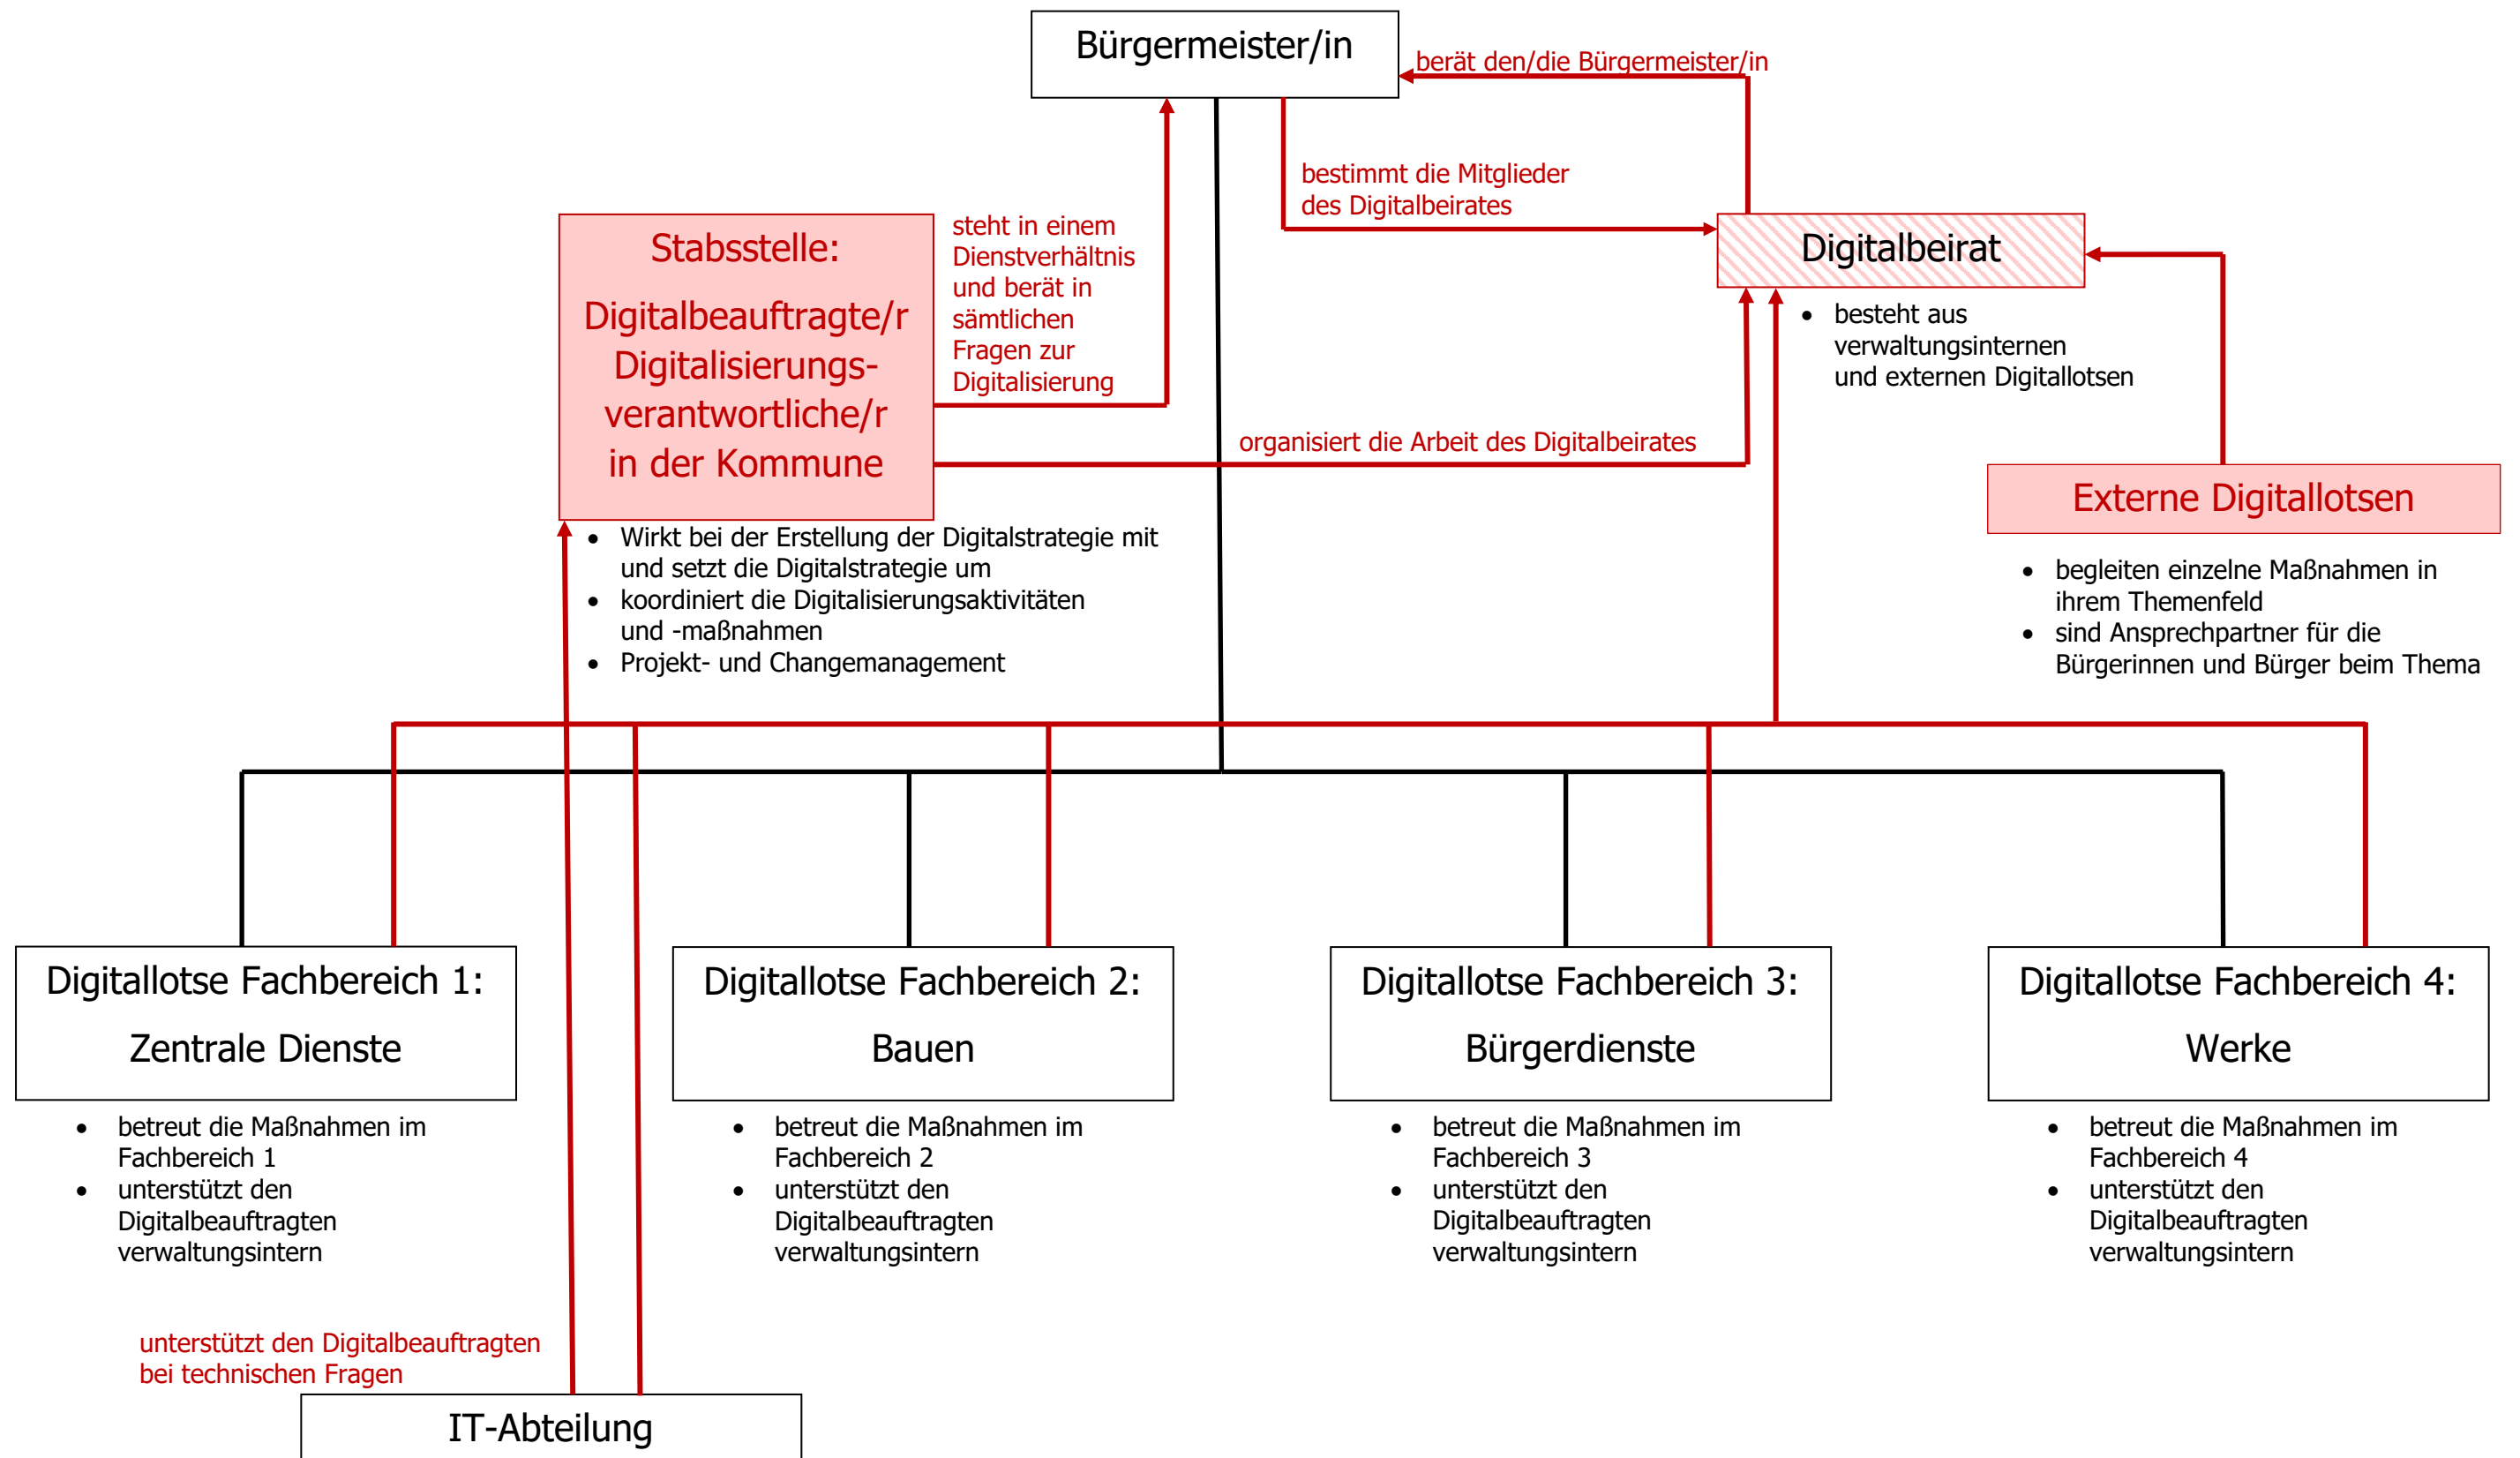 Bürgermeister/in
berät den/die Bürgermeister/in
bestimmt die Mitglieder
des Digitalbeirates
Stabsstelle:
Digitalbeauftragte/r
Digitalisierungs-
verantwortliche/r
in der Kommune
steht in einem
Dienstverhältnis
und berät in
sämtlichen
Fragen zur
Digitalisierung
Digitalbeirat
• besteht aus
verwaltungsinternen
und externen Digitallotsen
organisiert die Arbeit des Digitalbeirates
Externe Digitallotsen
• begleiten einzelne Maßnahmen in
ihrem Themenfeld
• sind Ansprechpartner für die
Bürgerinnen und Bürger beim Thema
• Wirkt bei der Erstellung der Digitalstrategie mit
und setzt die Digitalstrategie um
• koordiniert die Digitalisierungsaktivitäten
und -maßnahmen
• Projekt- und Changemanagement
Digitallotse Fachbereich 1:
Zentrale Dienste
• betreut die Maßnahmen im
Fachbereich 1
• unterstützt den
Digitalbeauftragten
verwaltungsintern
Digitallotse Fachbereich 2:
Bauen
• betreut die Maßnahmen im
Fachbereich 2
• unterstützt den
Digitalbeauftragten
verwaltungsintern
Digitallotse Fachbereich 3:
Bürgerdienste
• betreut die Maßnahmen im
Fachbereich 3
• unterstützt den
Digitalbeauftragten
verwaltungsintern
Digitallotse Fachbereich 4:
Werke
• betreut die Maßnahmen im
Fachbereich 4
• unterstützt den
Digitalbeauftragten
verwaltungsintern
unterstützt den Digitalbeauftragten
bei technischen Fragen
IT-Abteilung